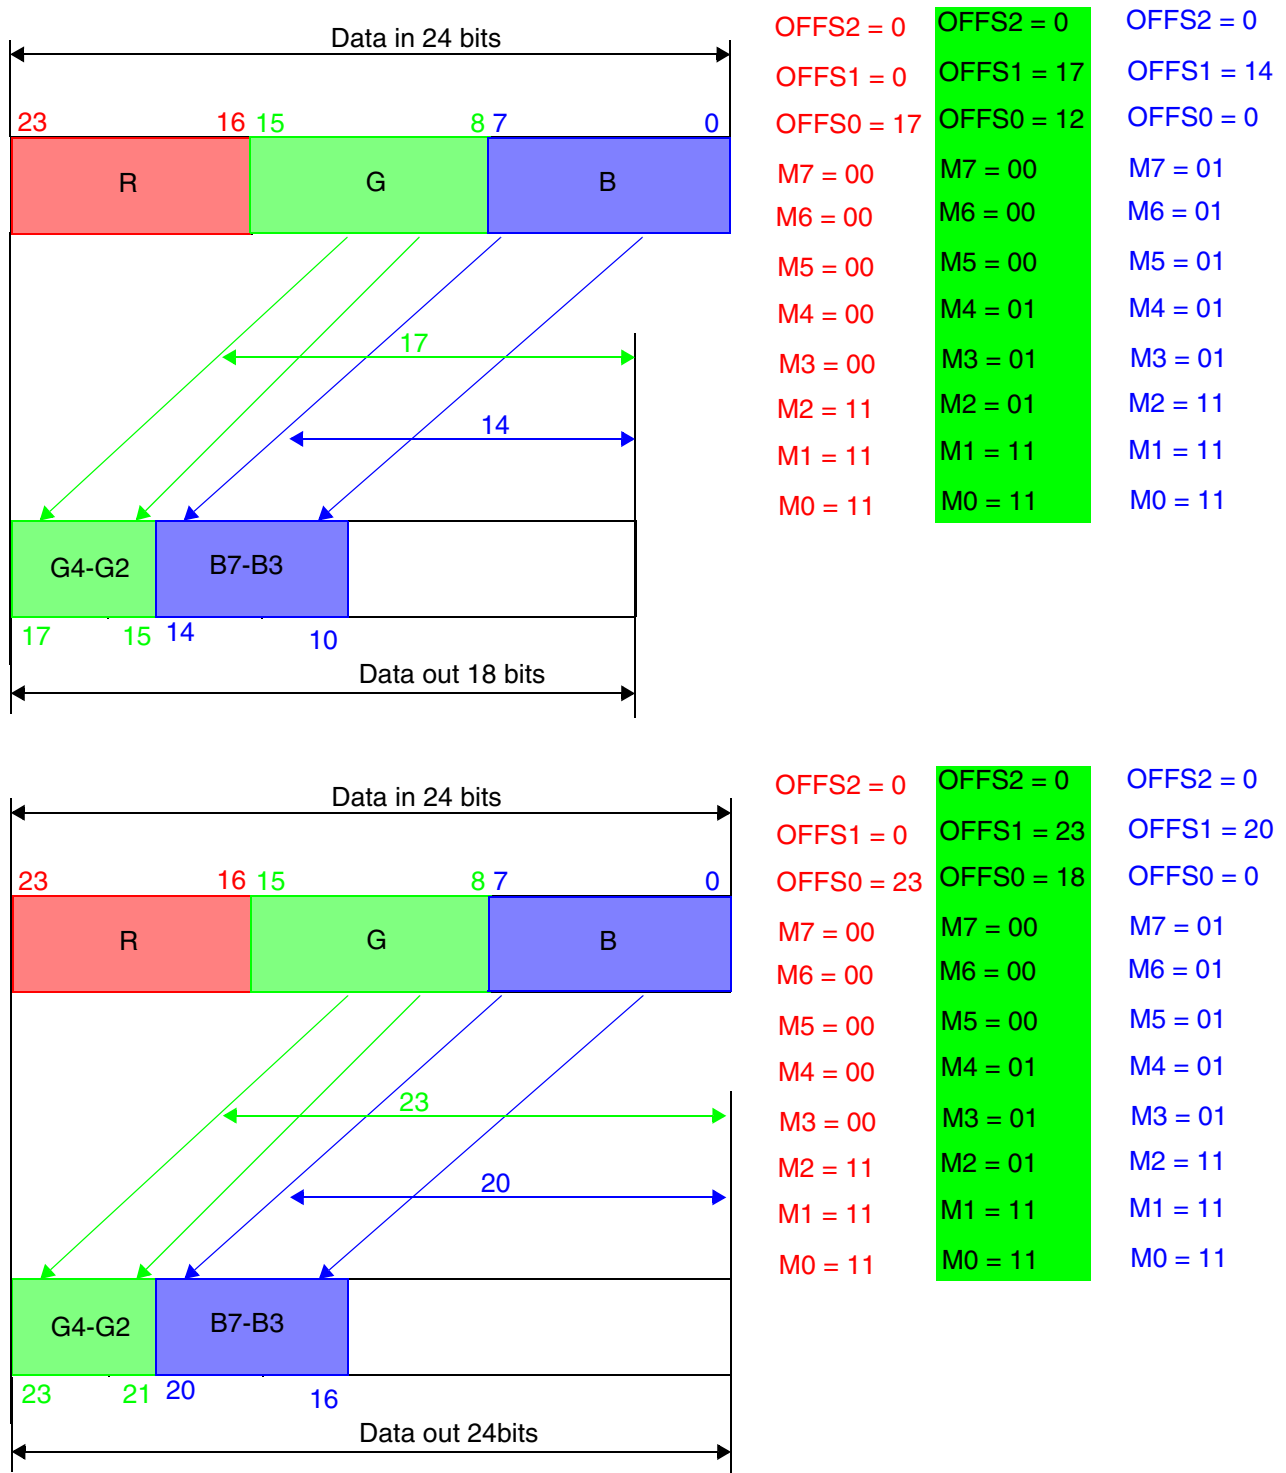 Data in 24 bits
23 16 15 8 7 0
R G B
17
14
G4-G2 B7-B3
17 15 14 10
Data out 18 bits
OFFS2 = 0 OFFS2 = 0 OFFS2 = 0
OFFS1 = 0 OFFS1 = 17 OFFS1 = 14
OFFS0 = 17 OFFS0 = 12 OFFS0 = 0
M7 = 00 M7 = 00 M7 = 01
M6 = 00 M6 = 00 M6 = 01
M5 = 00 M5 = 00 M5 = 01
M4 = 00 M4 = 01 M4 = 01
M3 = 00 M3 = 01 M3 = 01
M2 = 11 M2 = 01 M2 = 11
M1 = 11 M1 = 11 M1 = 11
M0 = 11 M0 = 11 M0 = 11
Data in 24 bits
23 16 15 8 7 0
R G B
23
20
G4-G2 B7-B3
23 21 20 16
Data out 24bits
OFFS2 = 0 OFFS2 = 0 OFFS2 = 0
OFFS1 = 0 OFFS1 = 23 OFFS1 = 20
OFFS0 = 23 OFFS0 = 18 OFFS0 = 0
M7 = 00 M7 = 00 M7 = 01
M6 = 00 M6 = 00 M6 = 01
M5 = 00 M5 = 00 M5 = 01
M4 = 00 M4 = 01 M4 = 01
M3 = 00 M3 = 01 M3 = 01
M2 = 11 M2 = 01 M2 = 11
M1 = 11 M1 = 11 M1 = 11
M0 = 11 M0 = 11 M0 = 11